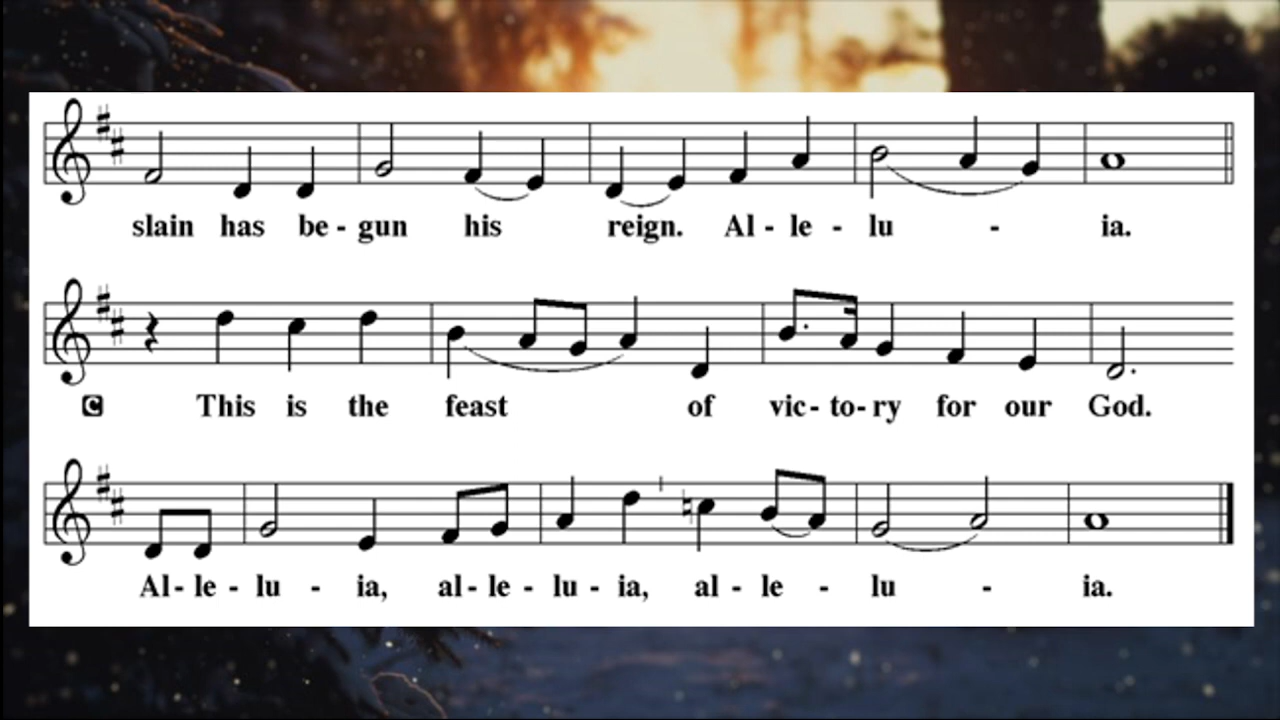 slain has be - gun his reign. Al - le - lu - ia.
C This is the feast of vic- to- ry for our God.
Al- le - lu - ia, al- le - lu - ia, al - le - lu - ia.